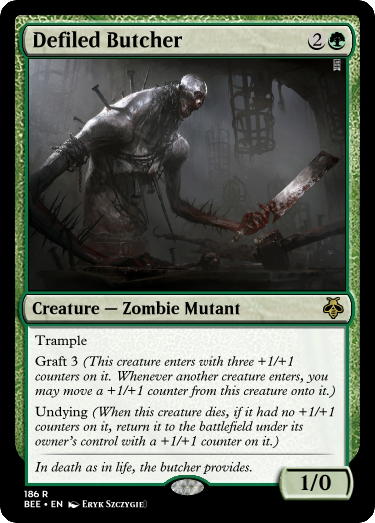 Defiled Butcher 2
Creature — Zombie Mutant
Trample
Graft 3 (This creature enters with three +1/+1
counters on it. Whenever another creature enters, you
may move a +1/+1 counter from this creature onto it.)
Undying (When this creature dies, if it had no +1/+1
counters on it, return it to the battlefield under its
owner's control with a +1/+1 counter on it.)
In death as in life, the butcher provides.
1/0
186 R
BEE • EN Eryk Szczygie